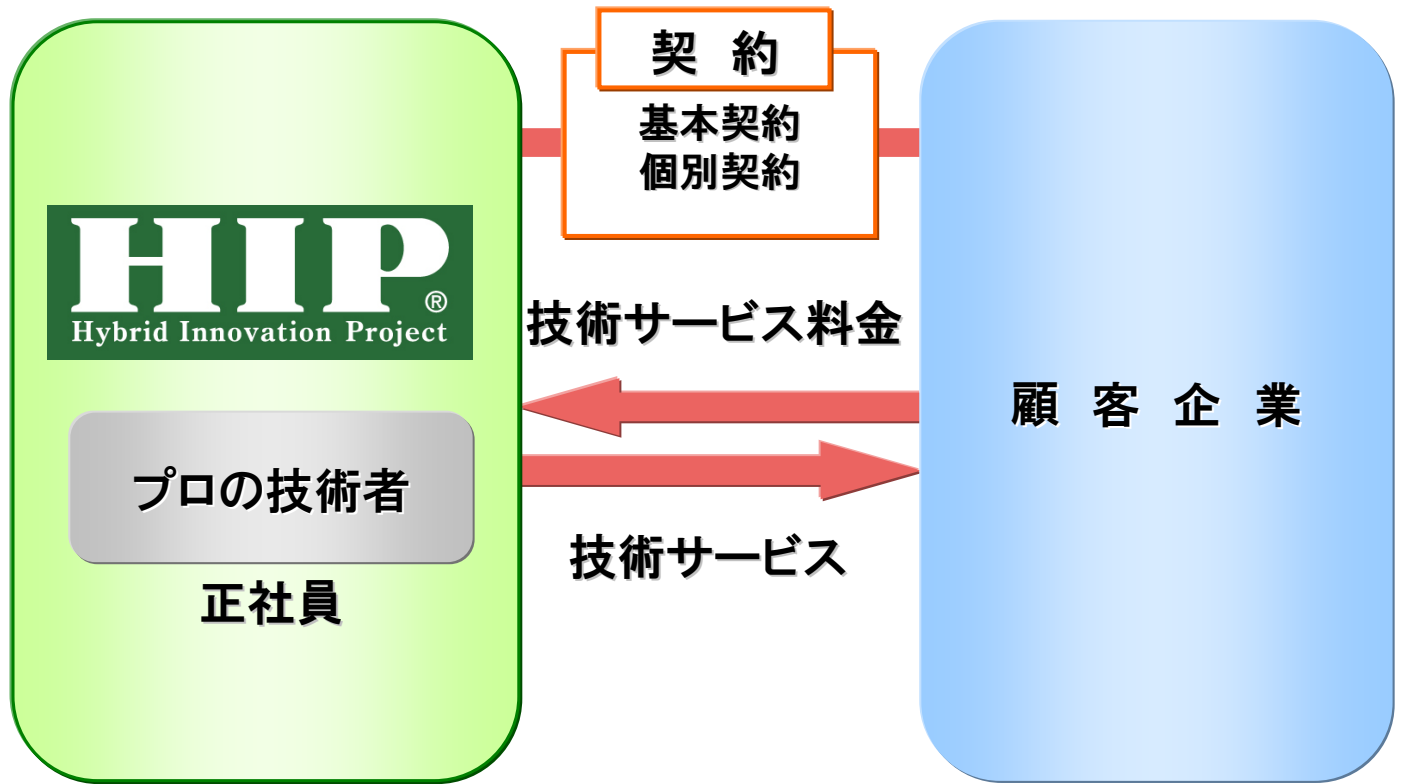 契 約
基本契約
個別契約
HIP®
Hybrid Innovation Project
技術サービス料金
顧 客 企 業
プロの技術者
技術サービス
正社員